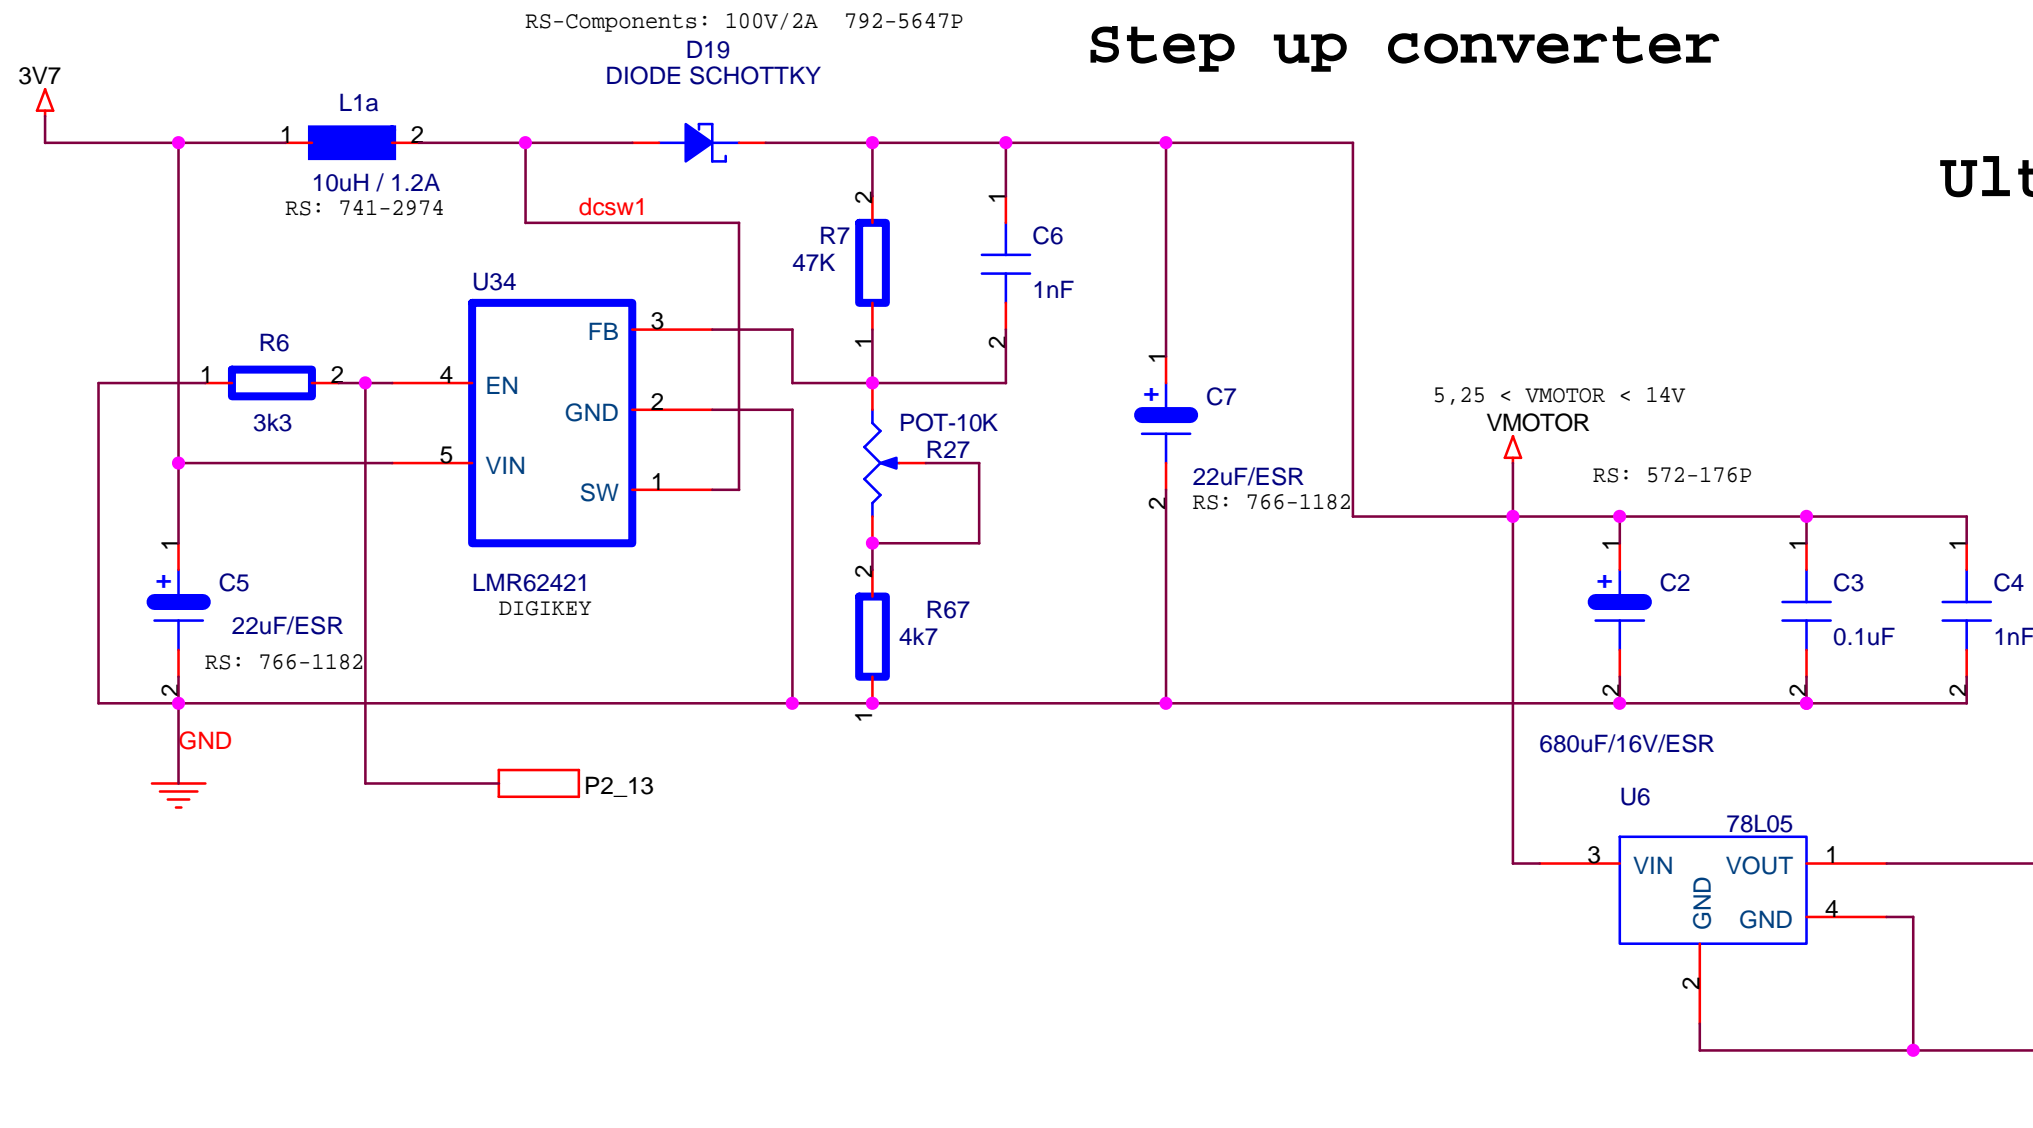 RS-Components: 100V/2A 792-5647P
Step up converter
D19
DIODE SCHOTTKY
3V7
L1a
1
2
10uH / 1.2A
RS: 741-2974
dcsw1
Ult
2
R7
47K
1
1
C6
1nF
2
U34
FB
3
R6
1
2
3k3
4
EN
GND
2
5
VIN
SW
1
LMR62421
DIGIKEY
POT-10K
R27
1
+
C7
22uF/ESR
RS: 766-1182
2
5,25 < VMOTOR < 14V
VMOTOR
RS: 572-176P
1
+
C5
22uF/ESR
RS: 766-1182
2
GND
2
R67
4k7
1
1
+
C2
2
680uF/16V/ESR
1
C3
0.1uF
2
1
C4
1nF
2
P2_13
U6
78L05
3
VIN
VOUT
1
GND
GND
4
2